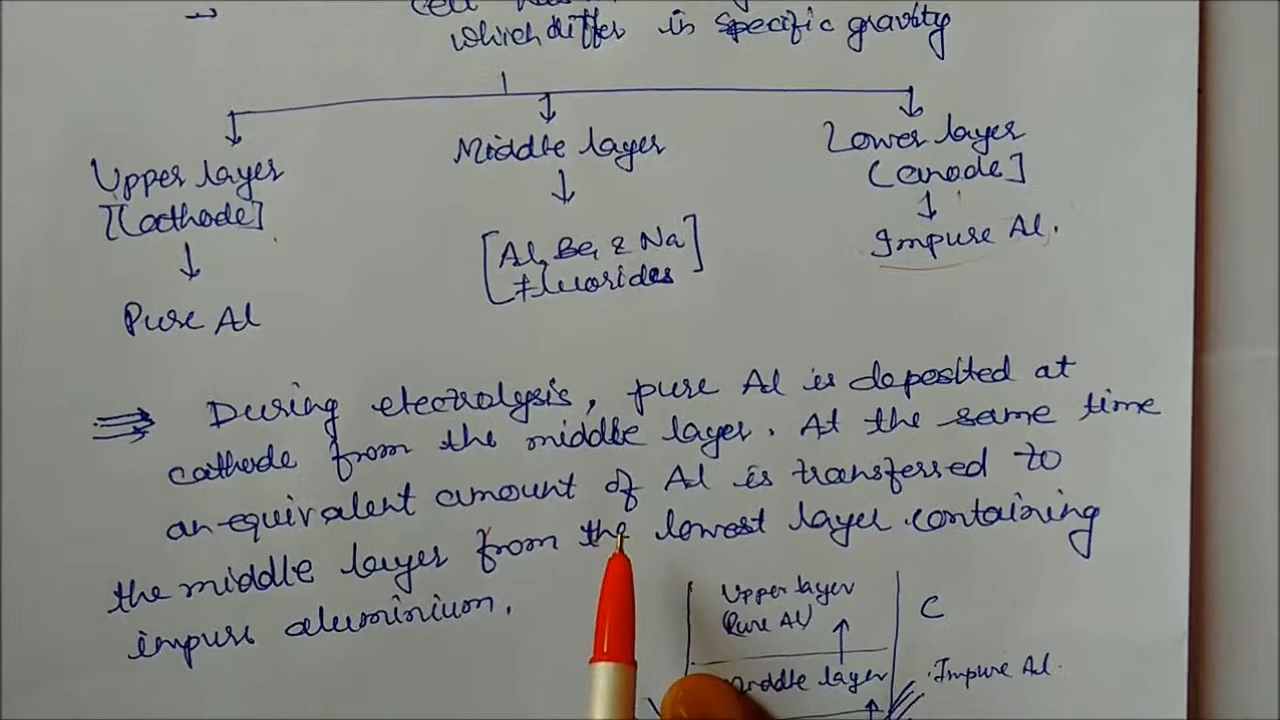 cell
which differ in specific gravity
Upper layer
[Cathode]
Pure Al
Middle layer
[Al, Ba, & Na
Fluorides]
Lower layer
[anode]
Impure Al.
During electrolysis, pure Al is deposited at
cathode from the middle layer. At the same time
an equivalent amount of Al is transferred to
the middle layer from the lowest layer containing
impure aluminium.
Upper layer
(Pure Al)
C
Middle layer
Impure Al.